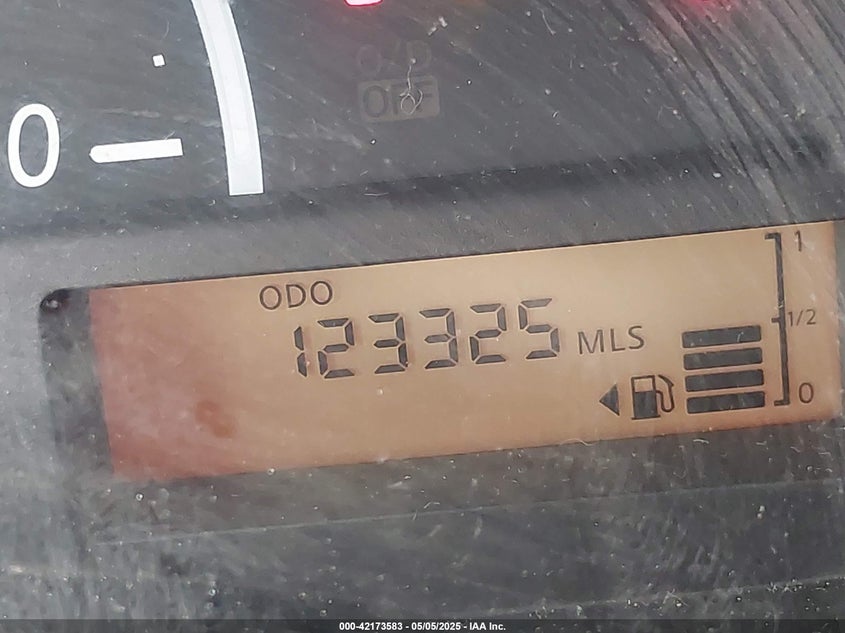 0
O/D
OFF
ODO
123325 MLS
1
1/2
0
000-42173583 - 05/05/2025 - IAA Inc.